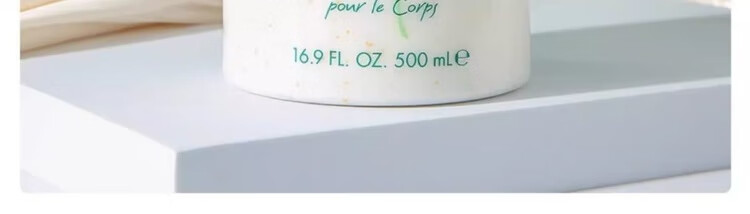 pour le Corps
16.9 FL. OZ. 500 mL℮